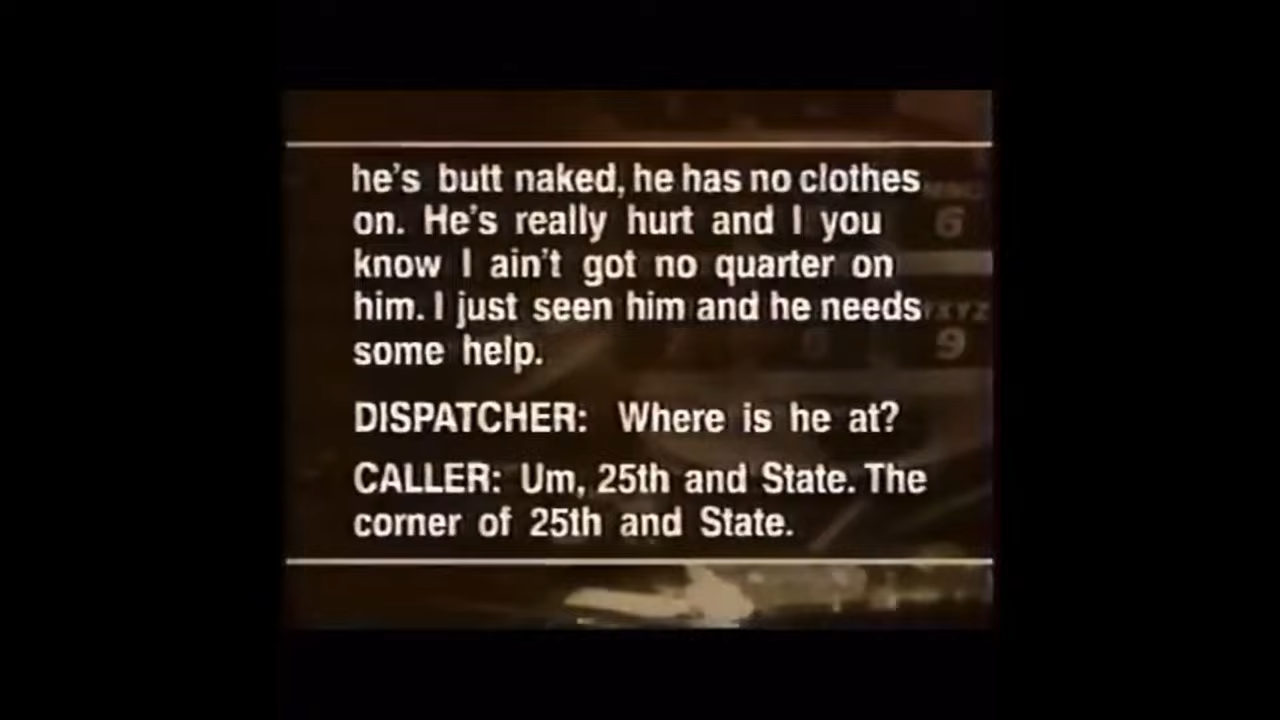 he's butt naked, he has no clothes
on. He's really hurt and I you
know I ain't got no quarter on
him. I just seen him and he needs
some help.
DISPATCHER: Where is he at?
CALLER: Um, 25th and State. The
corner of 25th and State.
6
9